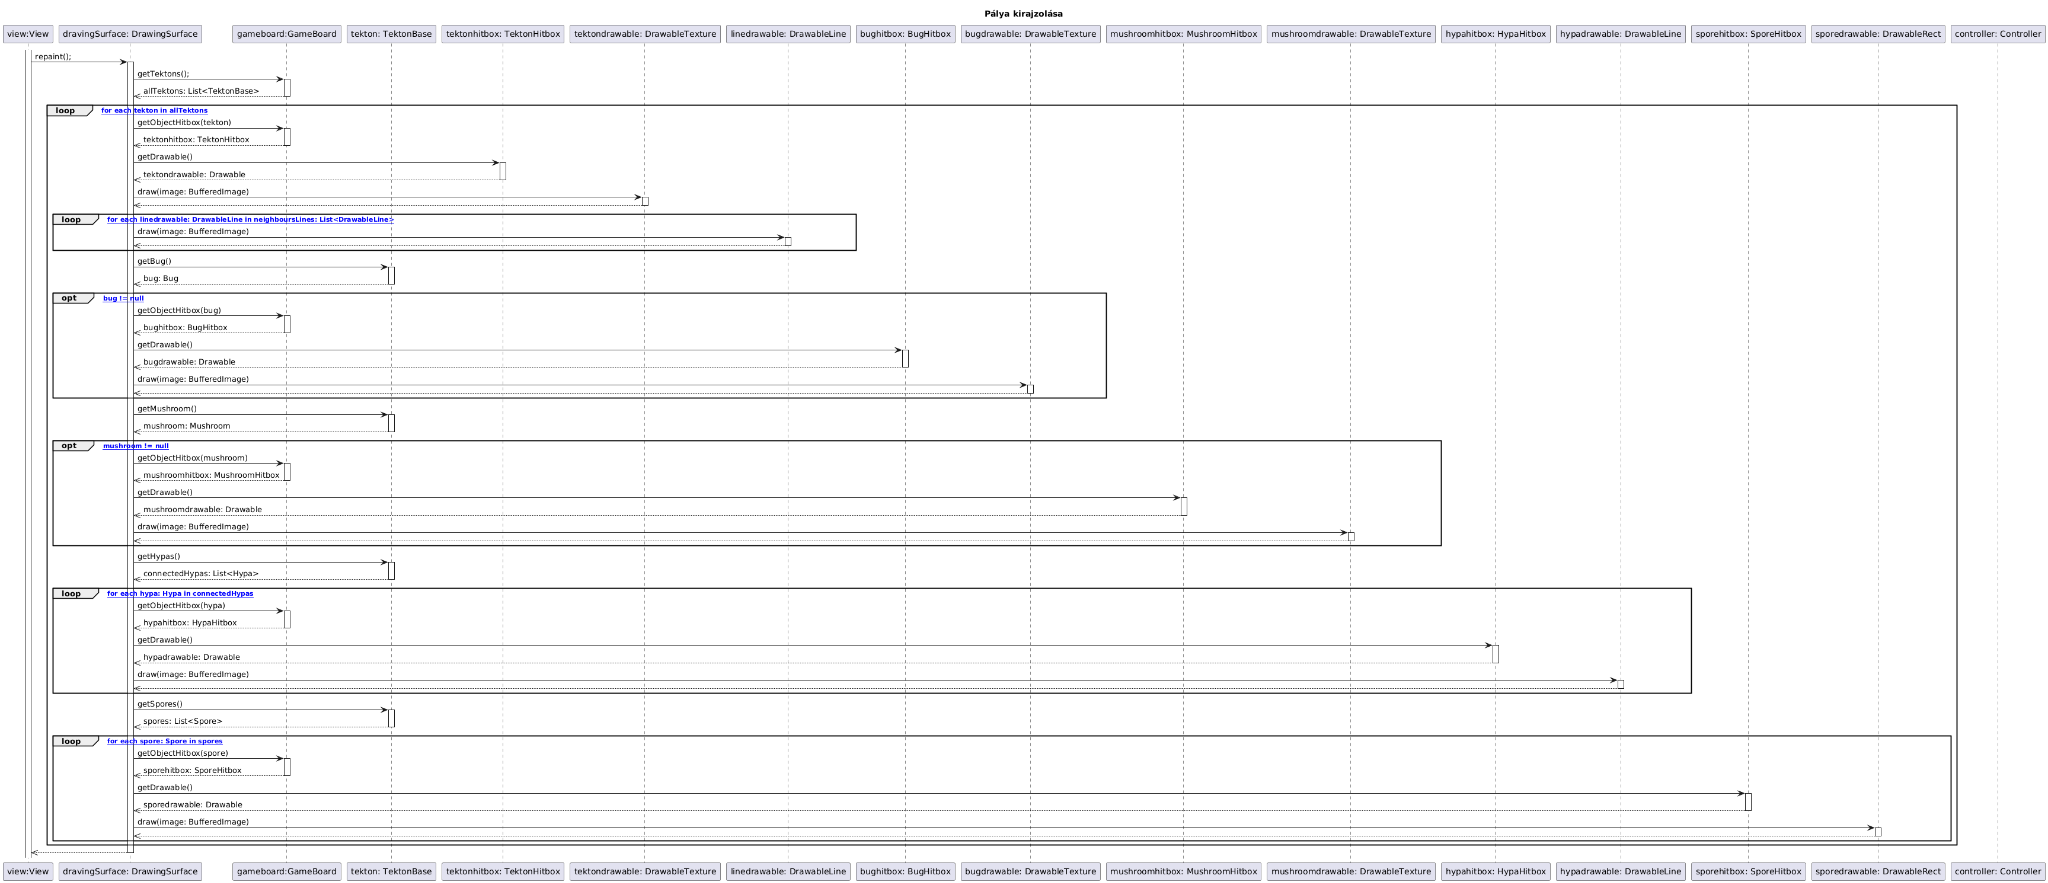 Pálya kirajzolása
view:View
dravingSurface: DrawingSurface
gameboard:GameBoard
tekton: TektonBase
tektonhitbox: TektonHitbox
tektondrawable: DrawableTexture
linedrawable: DrawableLine
bughitbox: BugHitbox
bugdrawable: DrawableTexture
mushroomhitbox: MushroomHitbox
mushroomdrawable: DrawableTexture
hypahitbox: HypaHitbox
hypadrawable: DrawableLine
sporehitbox: SporeHitbox
sporedrawable: DrawableRect
controller: Controller
repaint();
getTektons();
allTektons: List<TektonBase>
loop
for each tekton in allTektons
getObjectHitbox(tekton)
tektonhitbox: TektonHitbox
getDrawable()
tektondrawable: Drawable
draw(image: BufferedImage)
loop
for each linedrawable: DrawableLine in neighboursLines: List<DrawableLine>
draw(image: BufferedImage)
getBug()
bug: Bug
opt
bug != null
getObjectHitbox(bug)
bughitbox: BugHitbox
getDrawable()
bugdrawable: Drawable
draw(image: BufferedImage)
getMushroom()
mushroom: Mushroom
opt
mushroom != null
getObjectHitbox(mushroom)
mushroomhitbox: MushroomHitbox
getDrawable()
mushroomdrawable: Drawable
draw(image: BufferedImage)
getHypas()
connectedHypas: List<Hypa>
loop
for each hypa: Hypa in connectedHypas
getObjectHitbox(hypa)
hypahitbox: HypaHitbox
getDrawable()
hypadrawable: Drawable
draw(image: BufferedImage)
getSpores()
spores: List<Spore>
loop
for each spore: Spore in spores
getObjectHitbox(spore)
sporehitbox: SporeHitbox
getDrawable()
sporedrawable: Drawable
draw(image: BufferedImage)
view:View
dravingSurface: DrawingSurface
gameboard:GameBoard
tekton: TektonBase
tektonhitbox: TektonHitbox
tektondrawable: DrawableTexture
linedrawable: DrawableLine
bughitbox: BugHitbox
bugdrawable: DrawableTexture
mushroomhitbox: MushroomHitbox
mushroomdrawable: DrawableTexture
hypahitbox: HypaHitbox
hypadrawable: DrawableLine
sporehitbox: SporeHitbox
sporedrawable: DrawableRect
controller: Controller